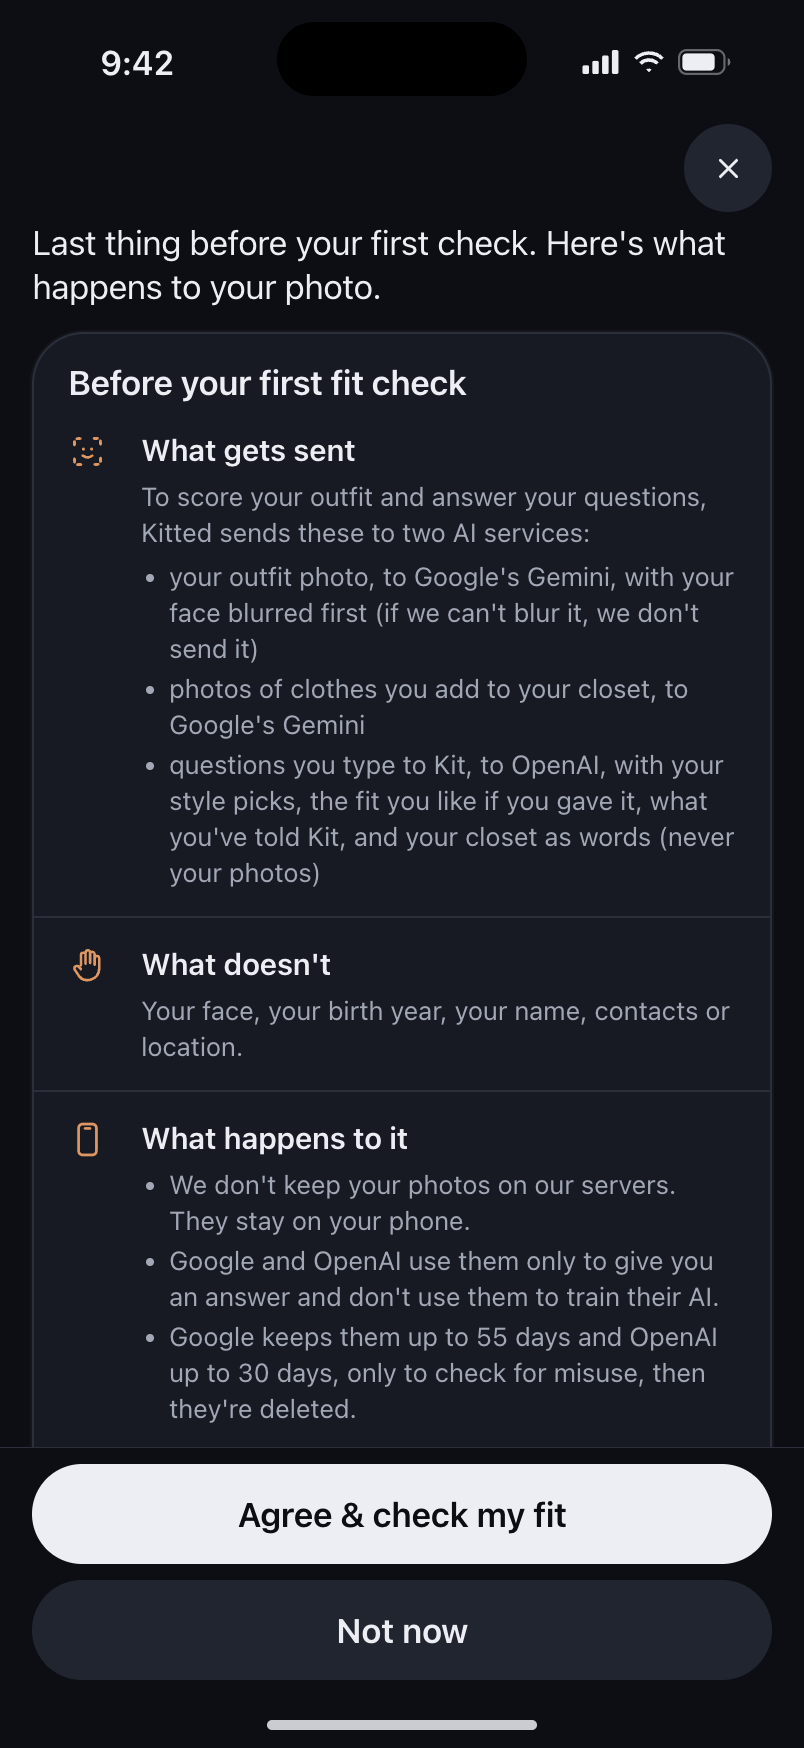 9:42
Last thing before your first check. Here's what
happens to your photo.
Before your first fit check
What gets sent
To score your outfit and answer your questions,
Kitted sends these to two AI services:
• your outfit photo, to Google's Gemini, with your
face blurred first (if we can't blur it, we don't
send it)
• photos of clothes you add to your closet, to
Google's Gemini
• questions you type to Kit, to OpenAI, with your
style picks, the fit you like if you gave it, what
you've told Kit, and your closet as words (never
your photos)
What doesn't
Your face, your birth year, your name, contacts or
location.
What happens to it
• We don't keep your photos on our servers.
They stay on your phone.
• Google and OpenAI use them only to give you
an answer and don't use them to train their AI.
• Google keeps them up to 55 days and OpenAI
up to 30 days, only to check for misuse, then
they're deleted.
Agree & check my fit
Not now